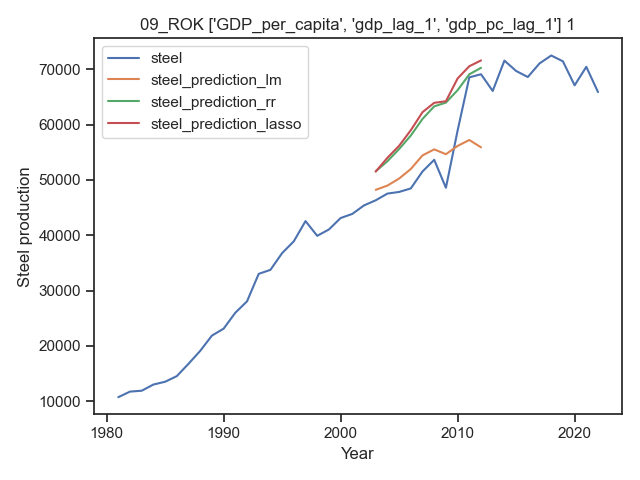 09_ROK ['GDP_per_capita', 'gdp_lag_1', 'gdp_pc_lag_1'] 1
steel
steel_prediction_lm
steel_prediction_rr
steel_prediction_lasso
Steel production
70000
60000
50000
40000
30000
20000
10000
1980
1990
2000
2010
2020
Year